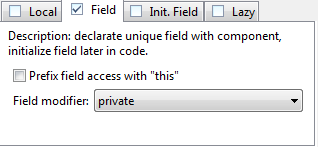 Local Field Init. Field Lazy
Description: declarate unique field with component,
initialize field later in code.
Prefix field access with "this"
Field modifier: private